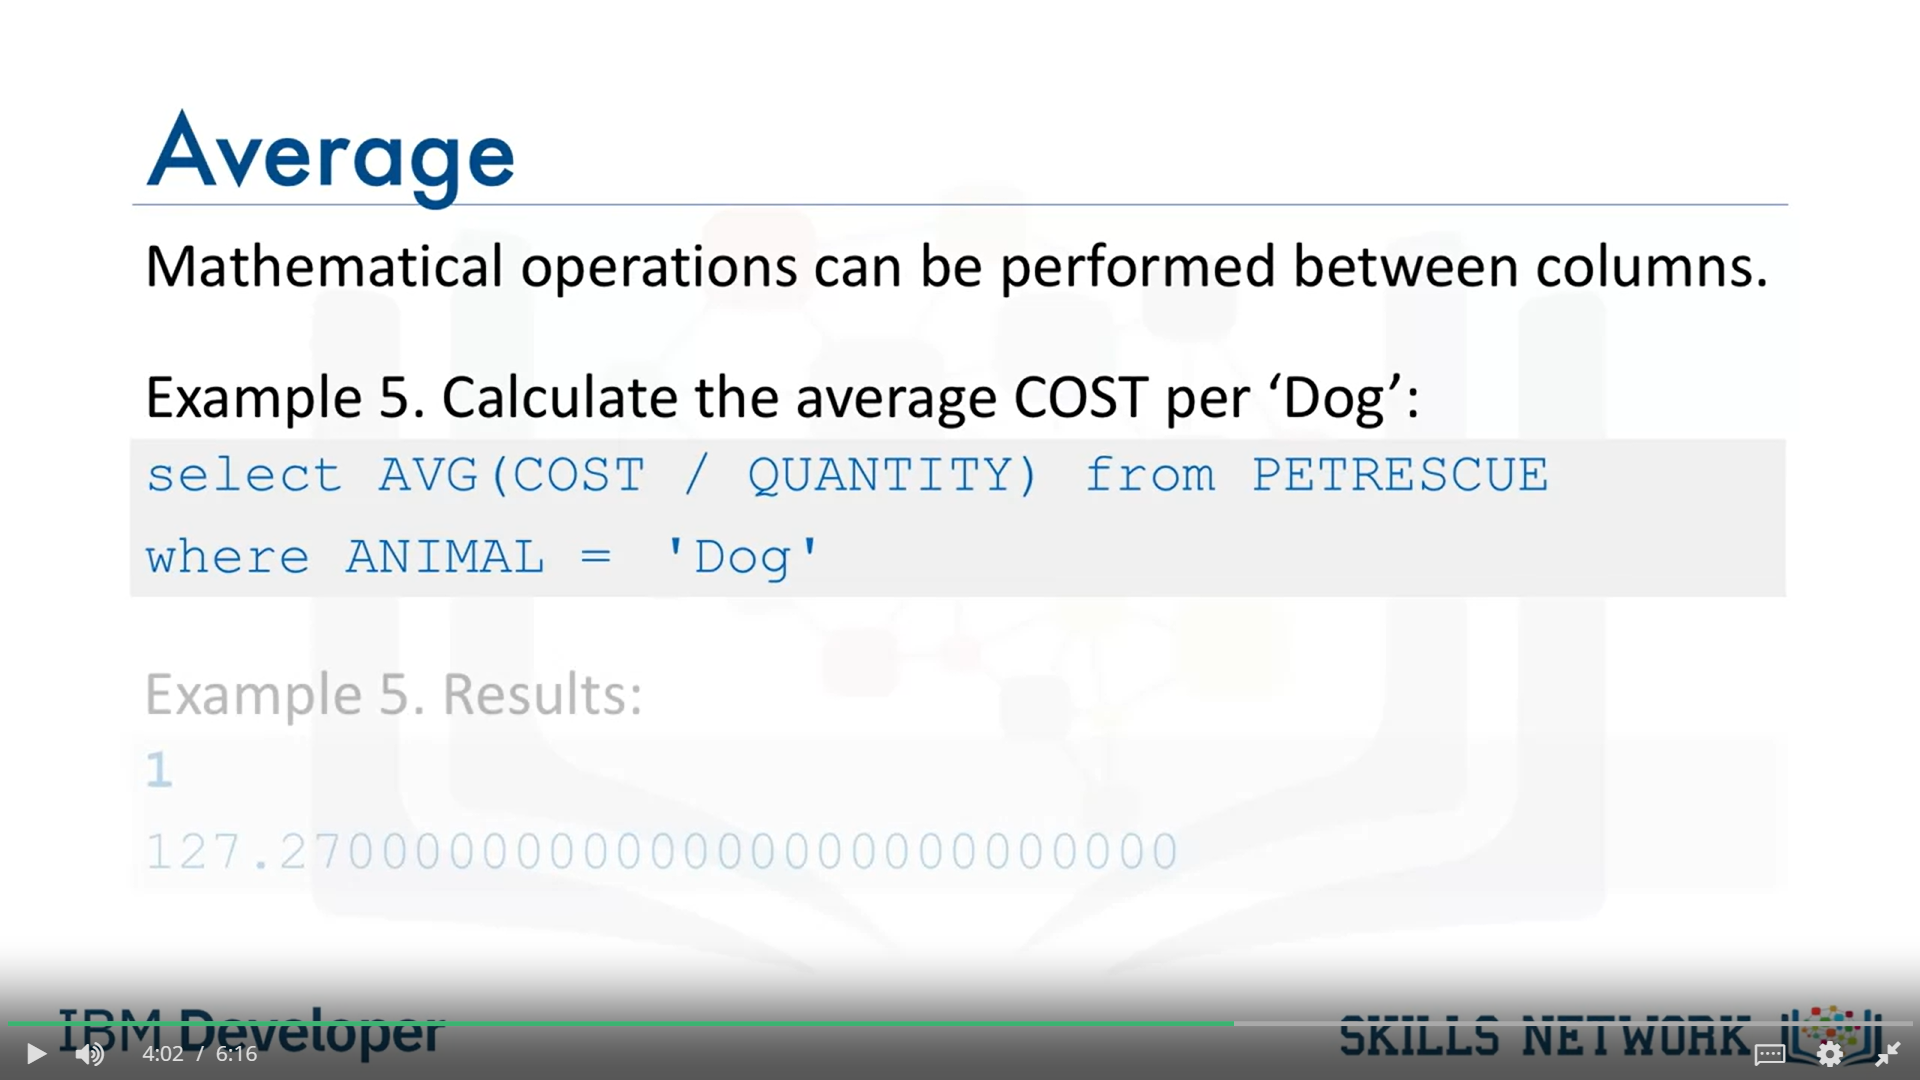 Average
Mathematical operations can be performed between columns.
Example 5. Calculate the average COST per ‘Dog’:
select AVG(COST / QUANTITY) from PETRESCUE
where ANIMAL = 'Dog'
Example 5. Results:
1
127.2700000000000000000000000
IBM Developer
SKILLS NETWORK
4:02 / 6:16